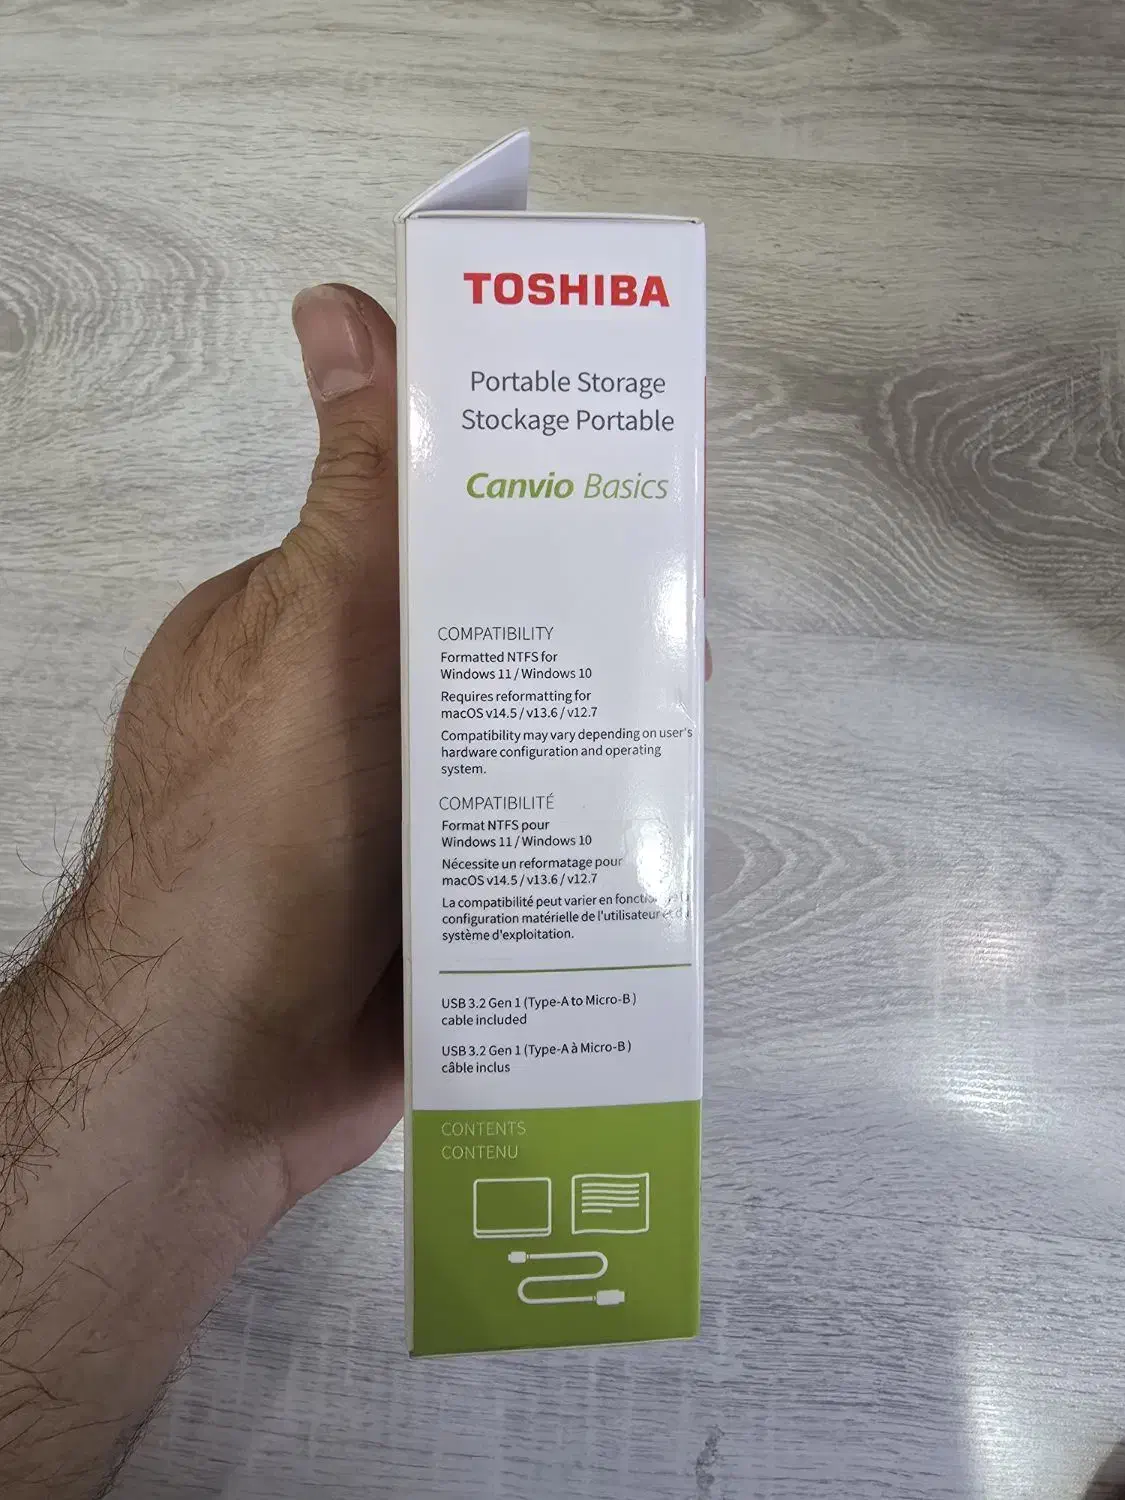 TOSHIBA
Portable Storage
Stockage Portable
Canvio Basics
COMPATIBILITY
Formatted NTFS for
Windows 11 / Windows 10
Requires reformatting for
macOS v14.5 / v13.6 / v12.7
Compatibility may vary depending on user's
hardware configuration and operating
system.
COMPATIBILITÉ
Format NTFS pour
Windows 11 / Windows 10
Nécessite un reformatage pour
macOS v14.5 / v13.6 / v12.7
La compatibilité peut varier en
configuration matérielle de l'utilisateur et du
système d'exploitation.
USB 3.2 Gen 1 (Type-A to Micro-B)
cable included
USB 3.2 Gen 1 (Type-A à Micro-B)
câble inclus
CONTENTS
CONTENU